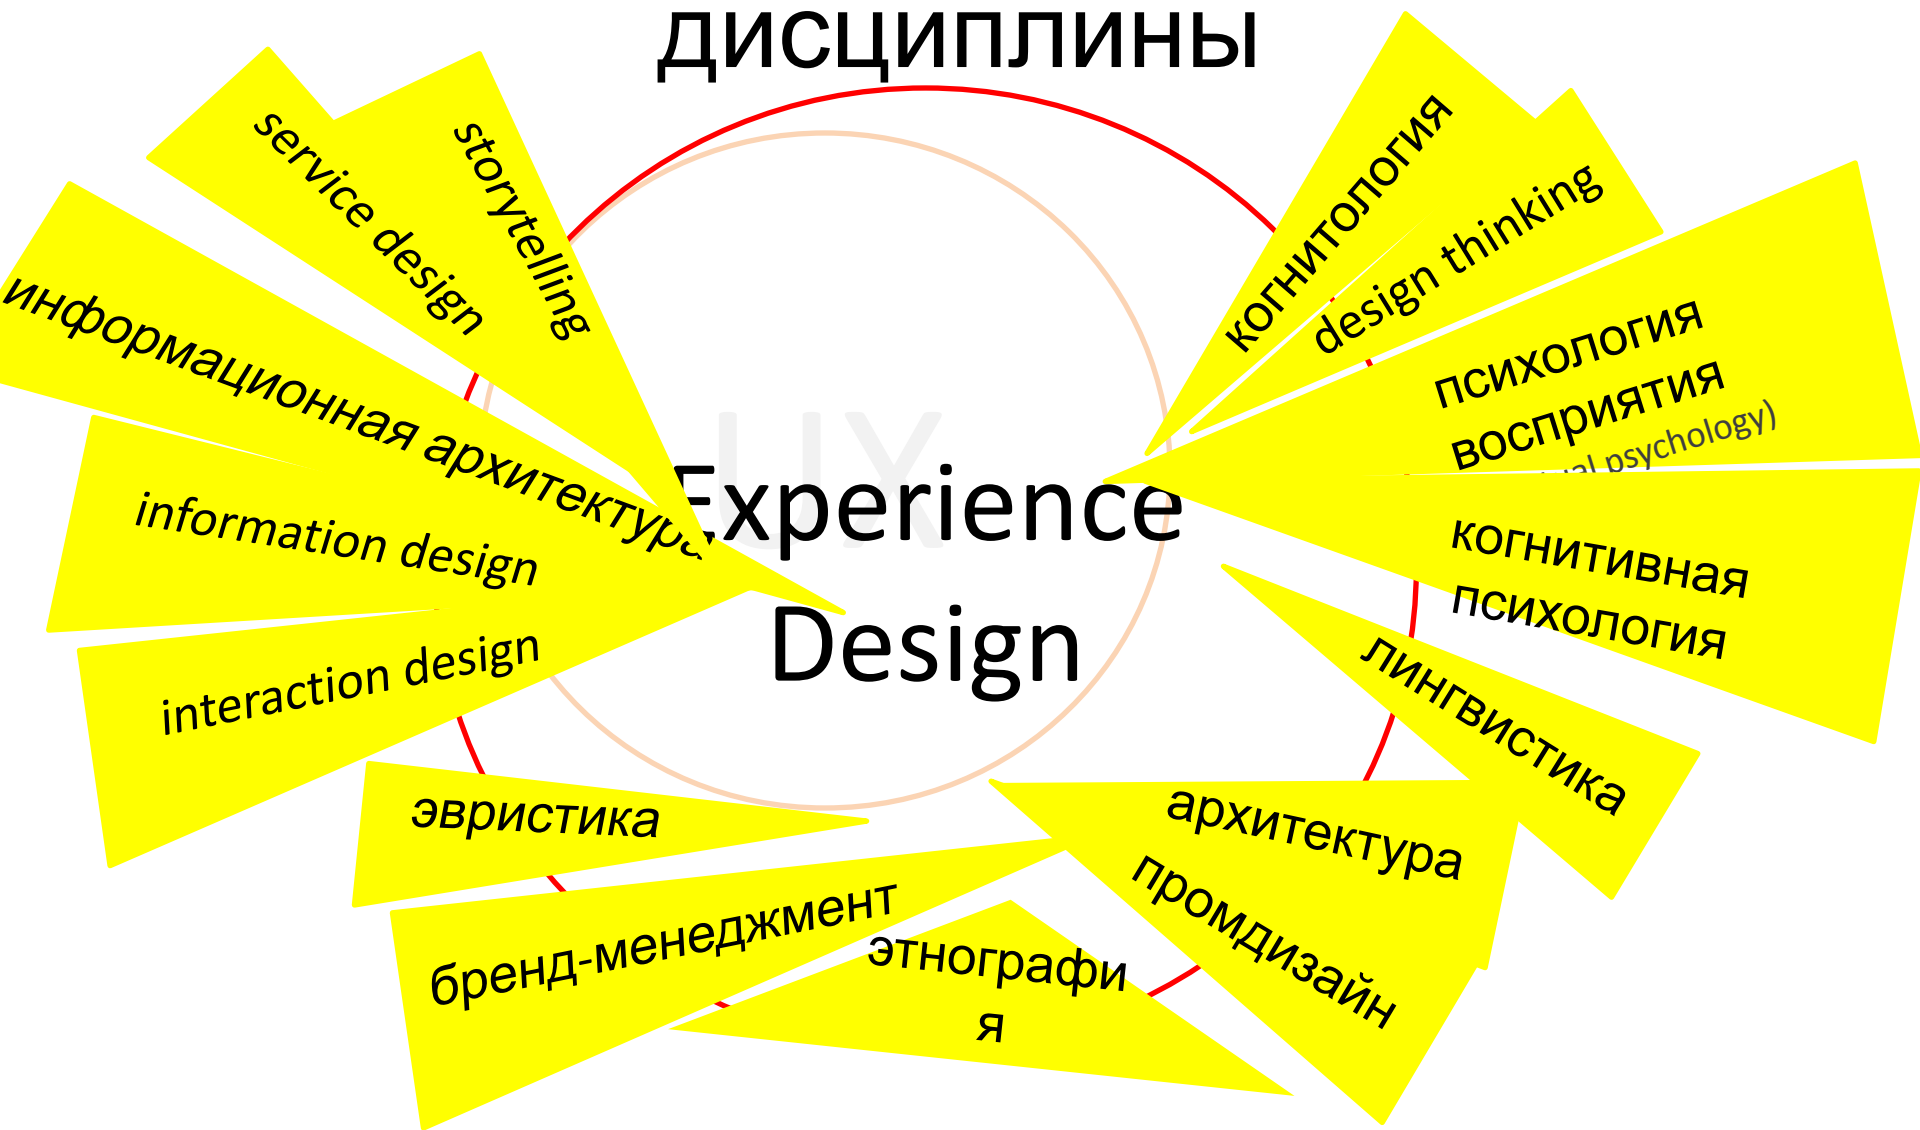 дисциплины
service design
storytelling
информационная архитектура
information design
interaction design
эвристика
бренд-менеджмент
этнографи
я
UX
Experience
Design
когнитология
design thinking
психология
восприятия
psychology)
когнитивная
психология
лингвистика
архитектура
промдизайн